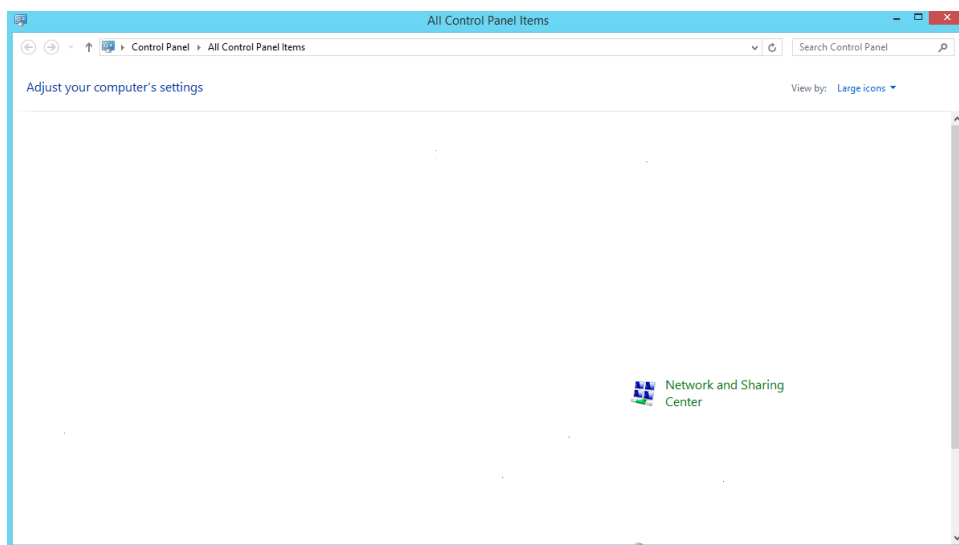 All Control Panel Items
Control Panel All Control Panel Items
Search Control Panel
Adjust your computer's settings
View by: Large icons
Network and Sharing
Center